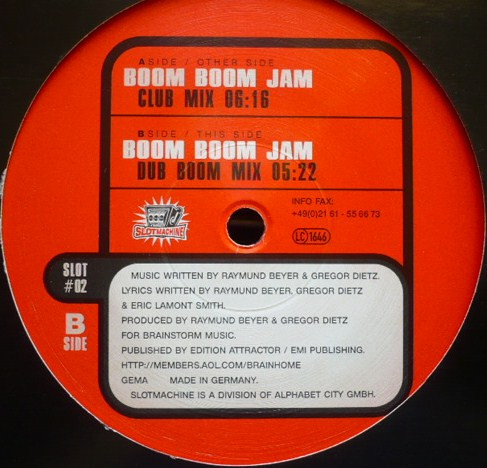 A SIDE / OTHER SIDE
BOOM BOOM JAM
CLUB MIX 06:16
B SIDE / THIS SIDE
BOOM BOOM JAM
DUB BOOM MIX 05:22
SLOTMACHINE
INFO FAX:
+49(0)21 61 - 55 66 73
LC 1646
SLOT
#02
B
SIDE
MUSIC WRITTEN BY RAYMUND BEYER & GREGOR DIETZ.
LYRICS WRITTEN BY RAYMUND BEYER. GREGOR DIETZ
& ERIC LAMONT SMITH.
PRODUCED BY RAYMUND BEYER & GREGOR DIETZ
FOR BRAINSTORM MUSIC.
PUBLISHED BY EDITION ATTRACTOR / EMI PUBLISHING.
HTTP://MEMBERS.AOL.COM/BRAINHOME
GEMA MADE IN GERMANY.
SLOTMACHINE IS A DIVISION OF ALPHABET CITY GMBH.